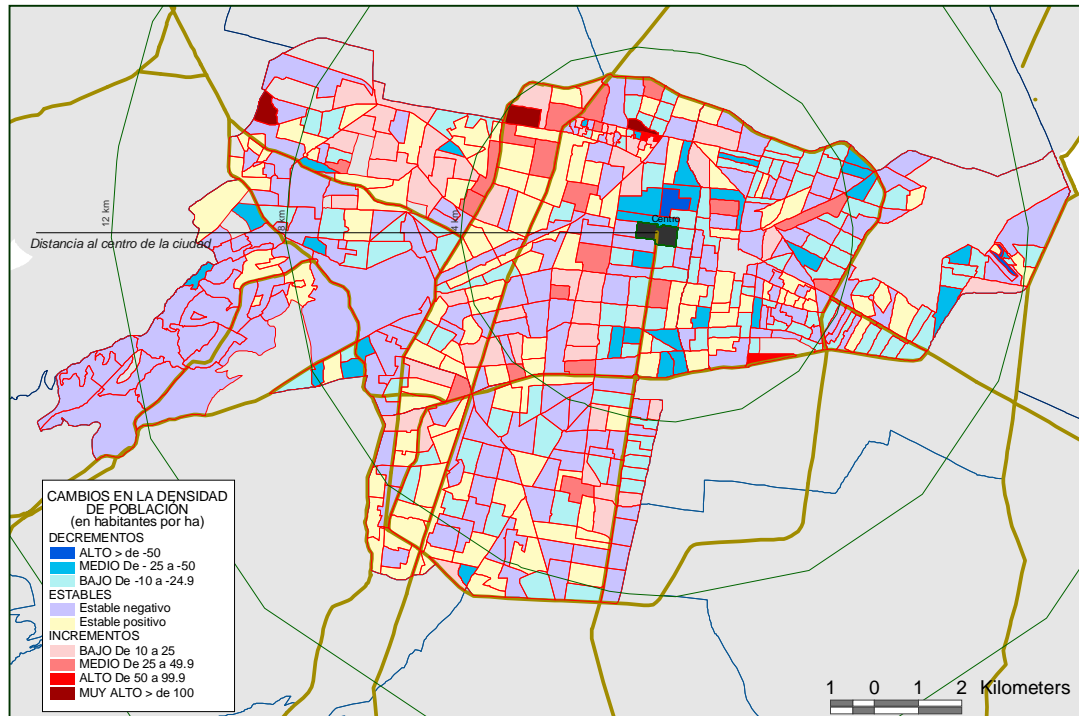 12 km
8 km
4 km
Centro
Distancia al centro de la ciudad
CAMBIOS EN LA DENSIDAD
DE POBLACIÓN
(en habitantes por ha)
DECREMENTOS
ALTO > de -50
MEDIO De - 25 a -50
BAJO De -10 a -24.9
ESTABLES
Estable negativo
Estable positivo
INCREMENTOS
BAJO De 10 a 25
MEDIO De 25 a 49.9
ALTO De 50 a 99.9
MUY ALTO > de 100
1 0 1 2 Kilometers